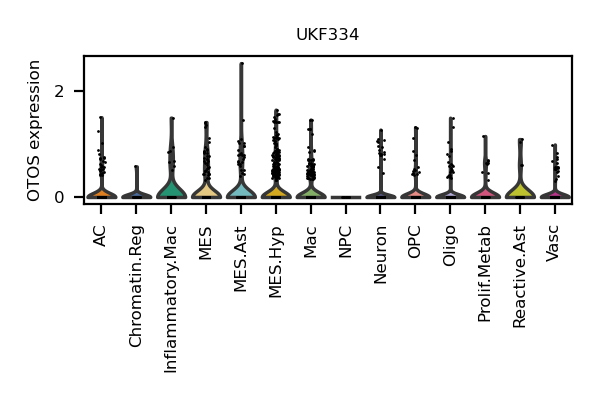 UKF334
OTOS expression
2
0
AC
Chromatin.Reg
Inflammatory.Mac
MES
MES.Ast
MES.Hyp
Mac
NPC
Neuron
OPC
Oligo
Prolif.Metab
Reactive.Ast
Vasc